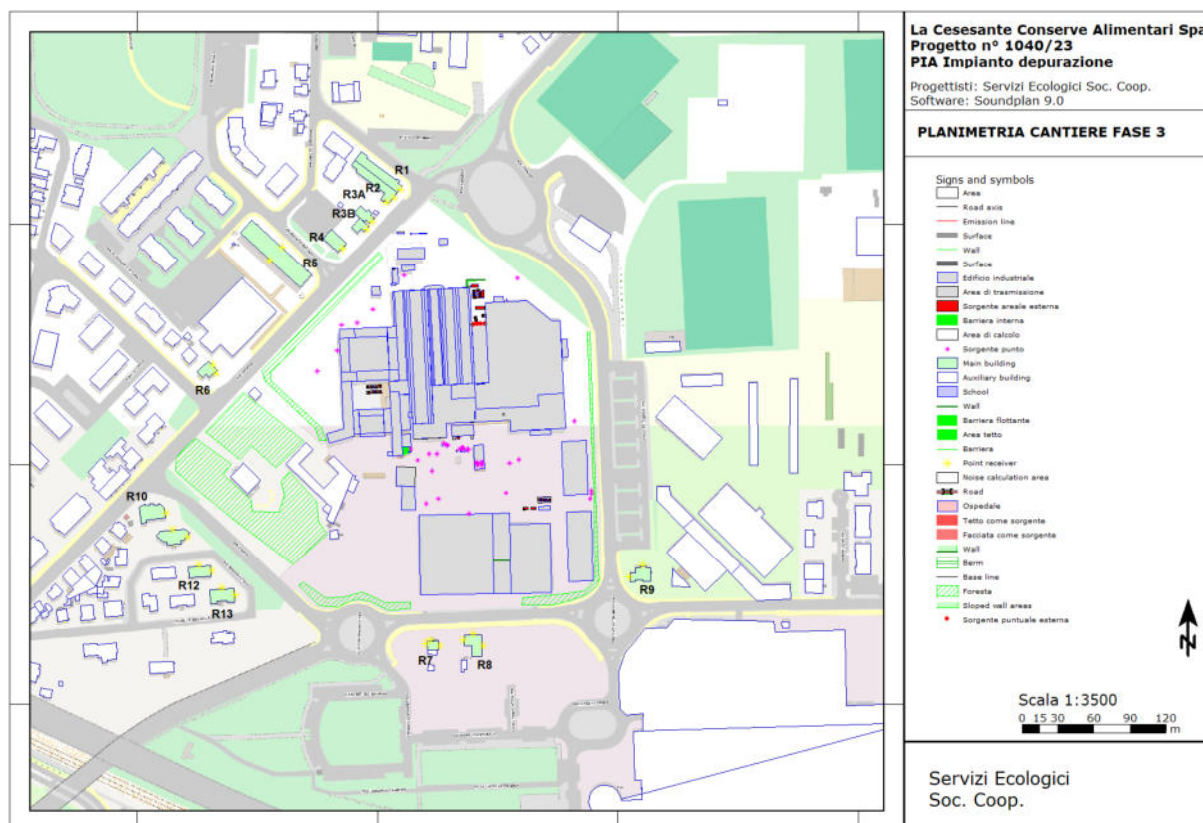 La Cesesante Conserve Alimentari Spa
Progetto n° 1040/23
PIA Impianto depurazione
Progettisti: Servizi Ecologici Soc. Coop.
Software: Soundplan 9.0
PLANIMETRIA CANTIERE FASE 3
Signs and symbols
Area
Road axis
Emission line
Surface
Wall
Surface
Edificio industriale
Area di trasmissione
Sorgente areale esterna
Barriera interna
Area di calcolo
Sorgente punto
Main building
Auxiliary building
School
Wall
Barriera flottante
Area tetto
Barriera
Point receiver
Noise calculation area
Road
Ospedale
Tetto come sorgente
Facciata come sorgente
Wall
Berm
Base line
Foresta
Sloped wall areas
Sorgente puntuale esterna
N
Scala 1:3500
0 15 30 60 90 120
m
Servizi Ecologici
Soc. Coop.
R1
R2
R3A
R3B
R4
R5
R6
R10
R12
R13
R9
R7
R8